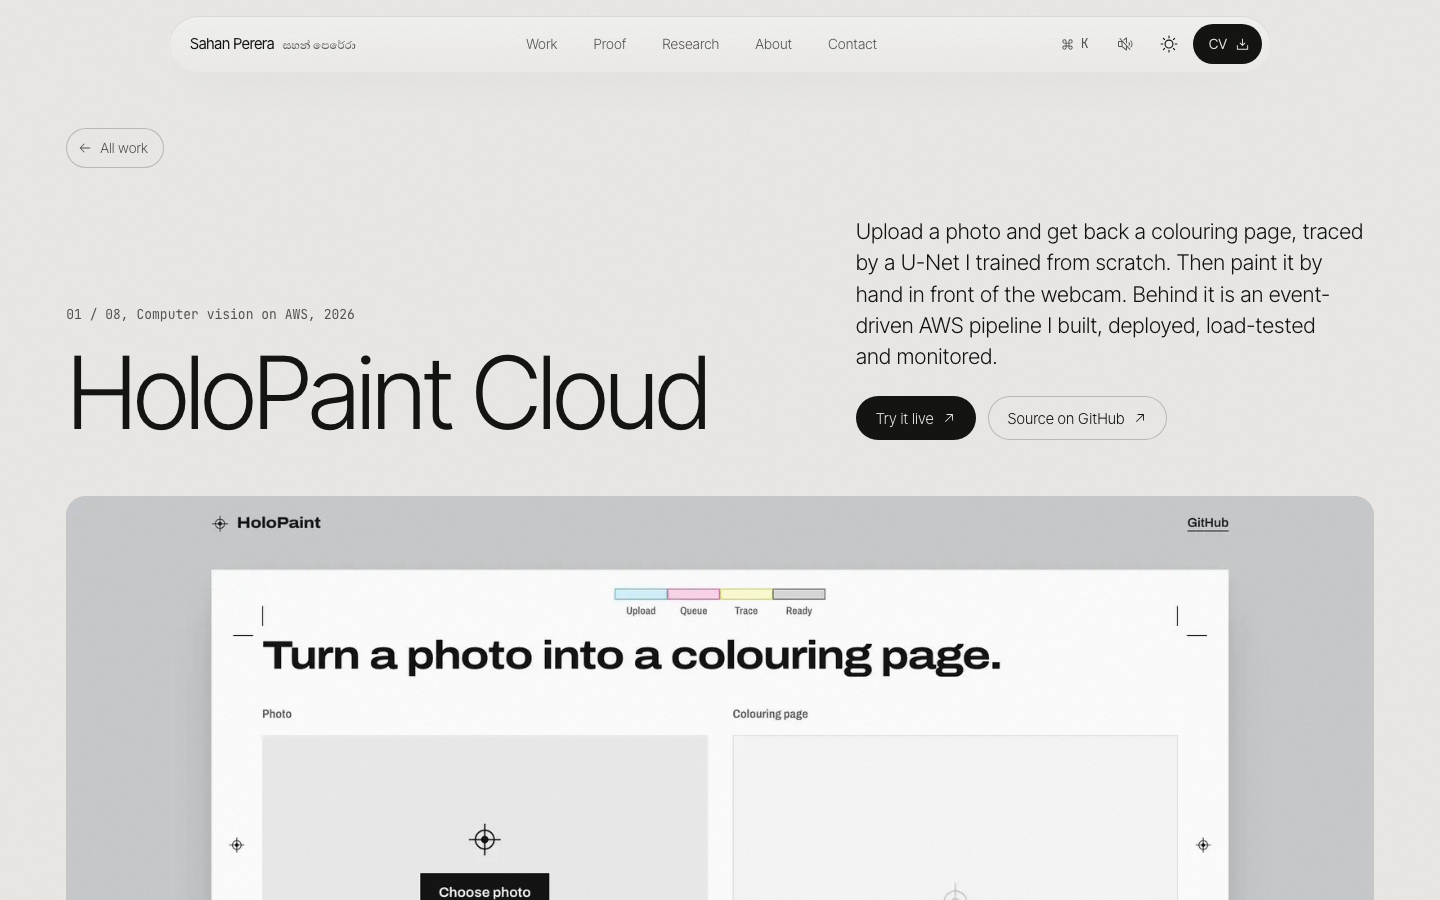 Sahan Perera සහන් පෙරේරා
Work
Proof
Research
About
Contact
⌘ K
CV
← All work
01 / 08, Computer vision on AWS, 2026
HoloPaint Cloud
Upload a photo and get back a colouring page, traced
by a U-Net I trained from scratch. Then paint it by
hand in front of the webcam. Behind it is an event-
driven AWS pipeline I built, deployed, load-tested
and monitored.
Try it live ↗
Source on GitHub ↗
HoloPaint
GitHub
Upload
Queue
Trace
Ready
Turn a photo into a colouring page.
Photo
Colouring page
Choose photo